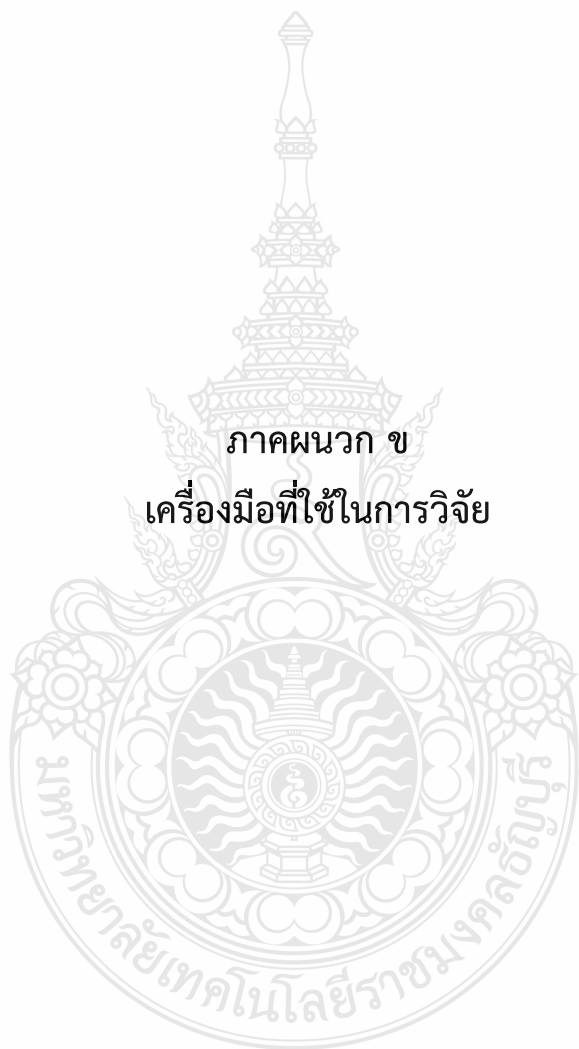 ภาคผนวก ข
เครื่องมือที่ใช้ในการวิจัย
มหาวิทยาลัยเทคโนโลยีราชมงคลธัญบุรี